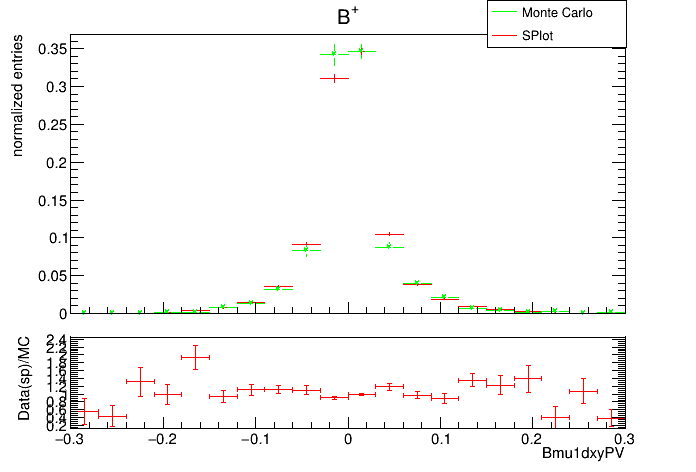 B+
Monte Carlo
SPlot
normalized entries
0.35
0.3
0.25
0.2
0.15
0.1
0.05
0
Data(sp)/MC
2.4
2.2
2
1.8
1.6
1.4
1.2
1
0.8
0.6
0.4
0.2
−0.3 −0.2 −0.1 0 0.1 0.2 0.3
Bmu1dxyPV